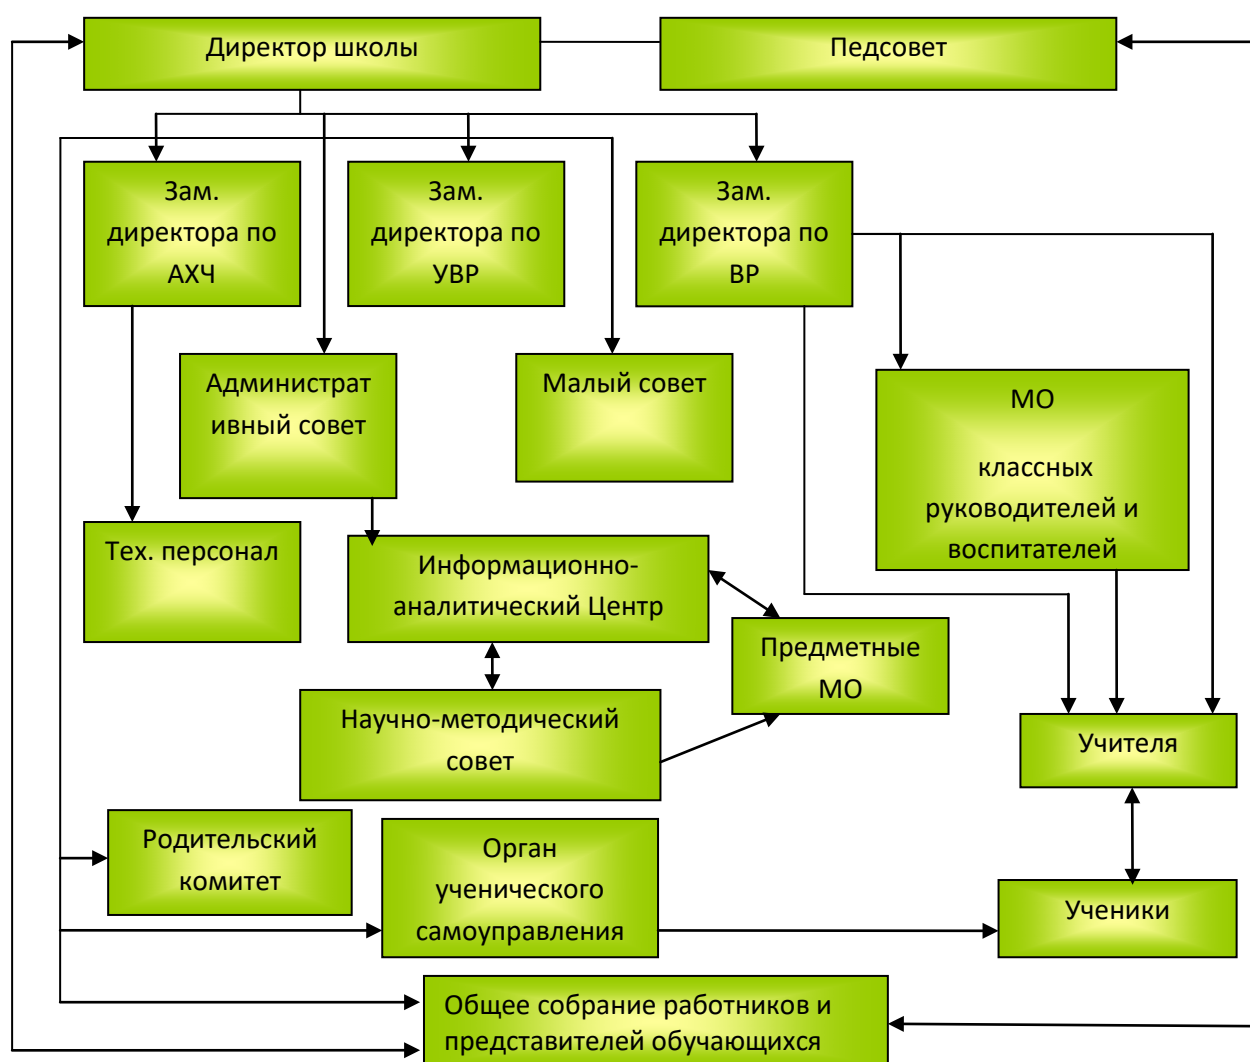 Директор школы
Педсовет
Зам.
директора по
АХЧ
Зам.
директора по
УВР
Зам.
директора по
ВР
Администрат
ивный совет
Малый совет
МО
классных
руководителей и
воспитателей
Тех. персонал
Информационно-
аналитический Центр
Предметные
МО
Научно-методический
совет
Учителя
Родительский
комитет
Орган
ученического
самоуправления
Ученики
Общее собрание работников и
представителей обучающихся